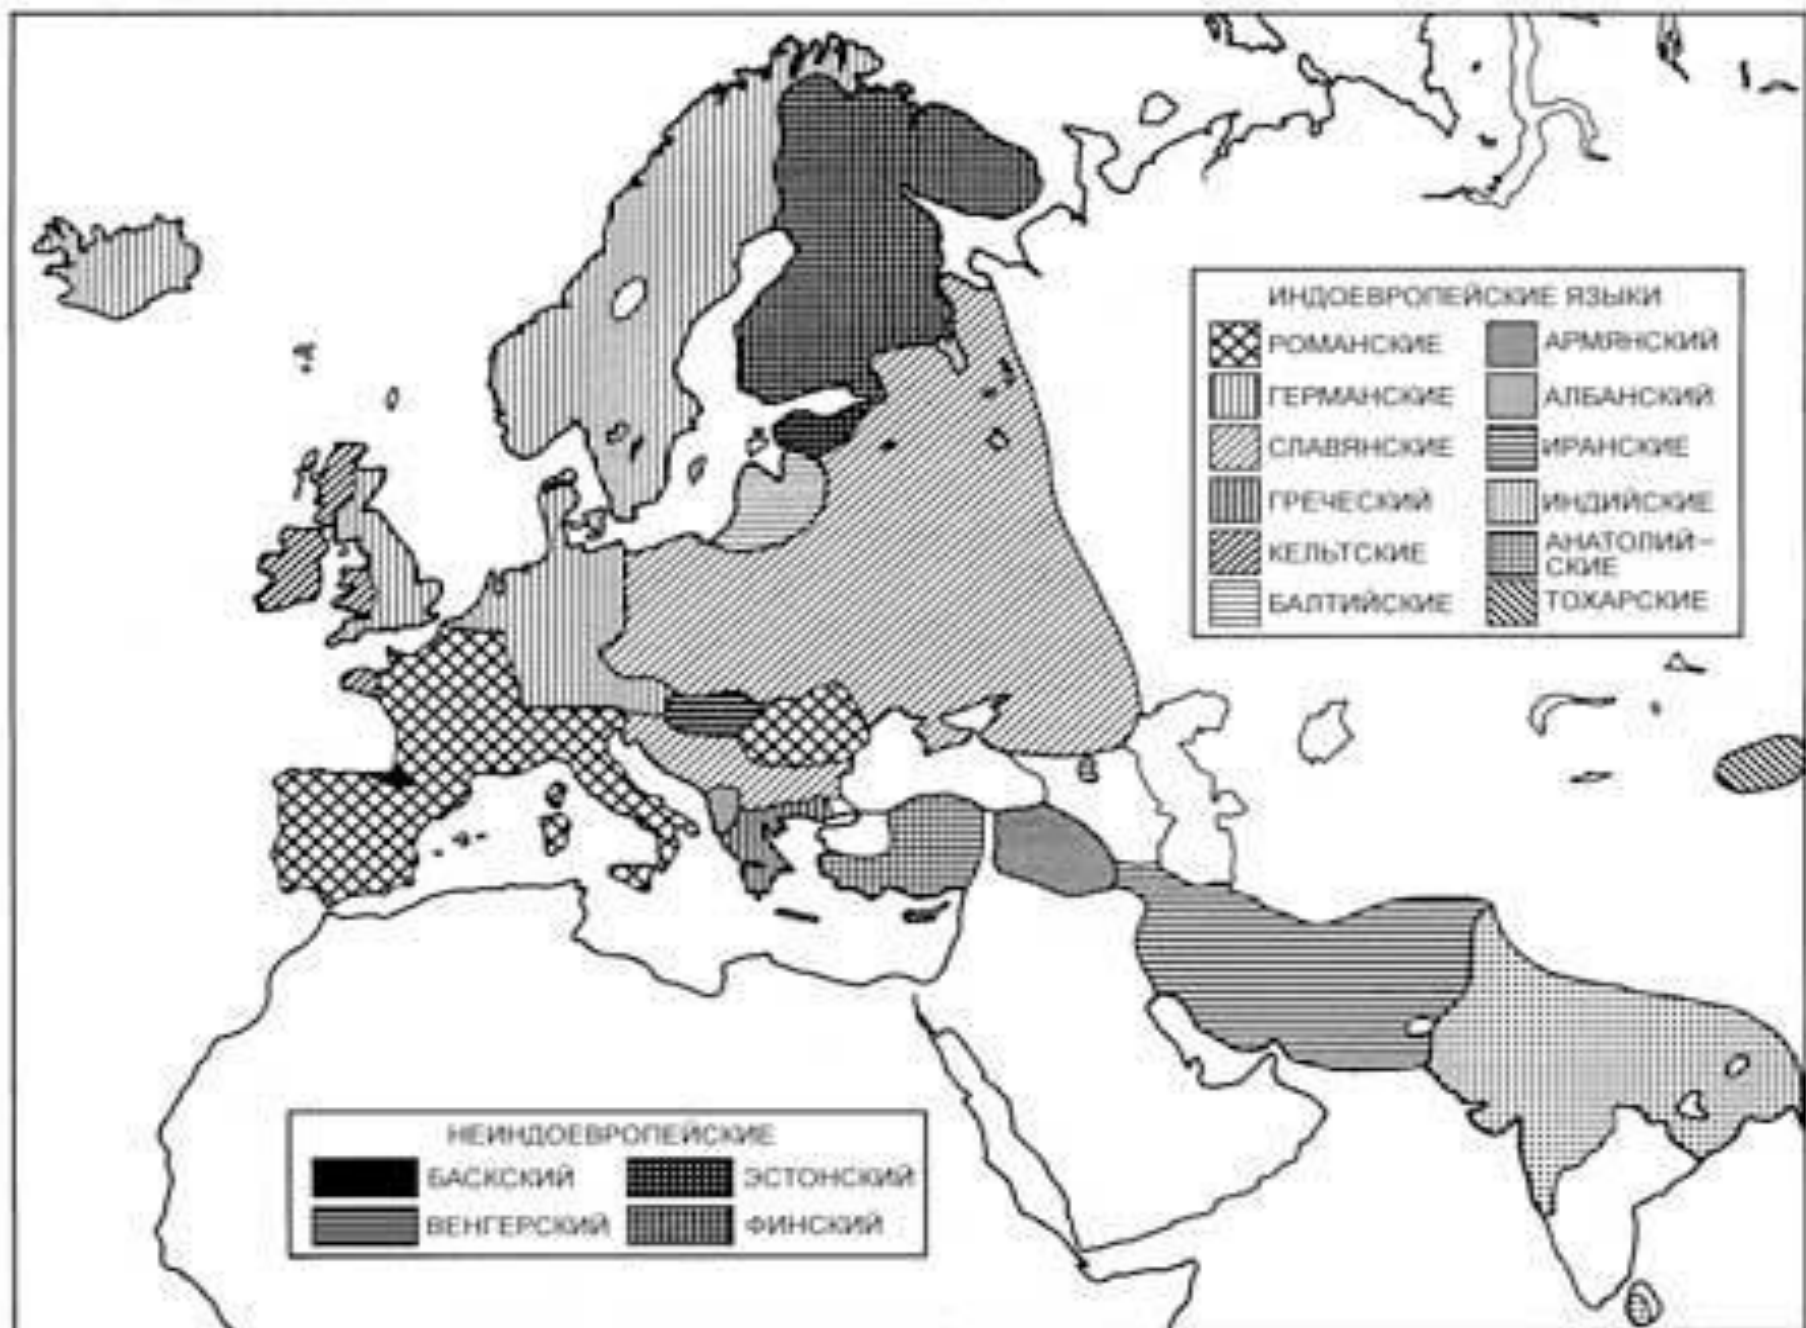 ИНДОЕВРОПЕЙСКИЕ ЯЗЫКИ
РОМАНСКИЕ
ГЕРМАНСКИЕ
СЛАВЯНСКИЕ
ГРЕЧЕСКИЙ
КЕЛЬТСКИЕ
БАЛТИЙСКИЕ
АРМЯНСКИЙ
АЛБАНСКИЙ
ИРАНСКИЕ
ИНДИЙСКИЕ
АНАТОЛИЙ–
СКИЕ
ТОХАРСКИЕ
НЕИНДОЕВРОПЕЙСКИЕ
БАСКСКИЙ
ВЕНГЕРСКИЙ
ЭСТОНСКИЙ
ФИНСКИЙ